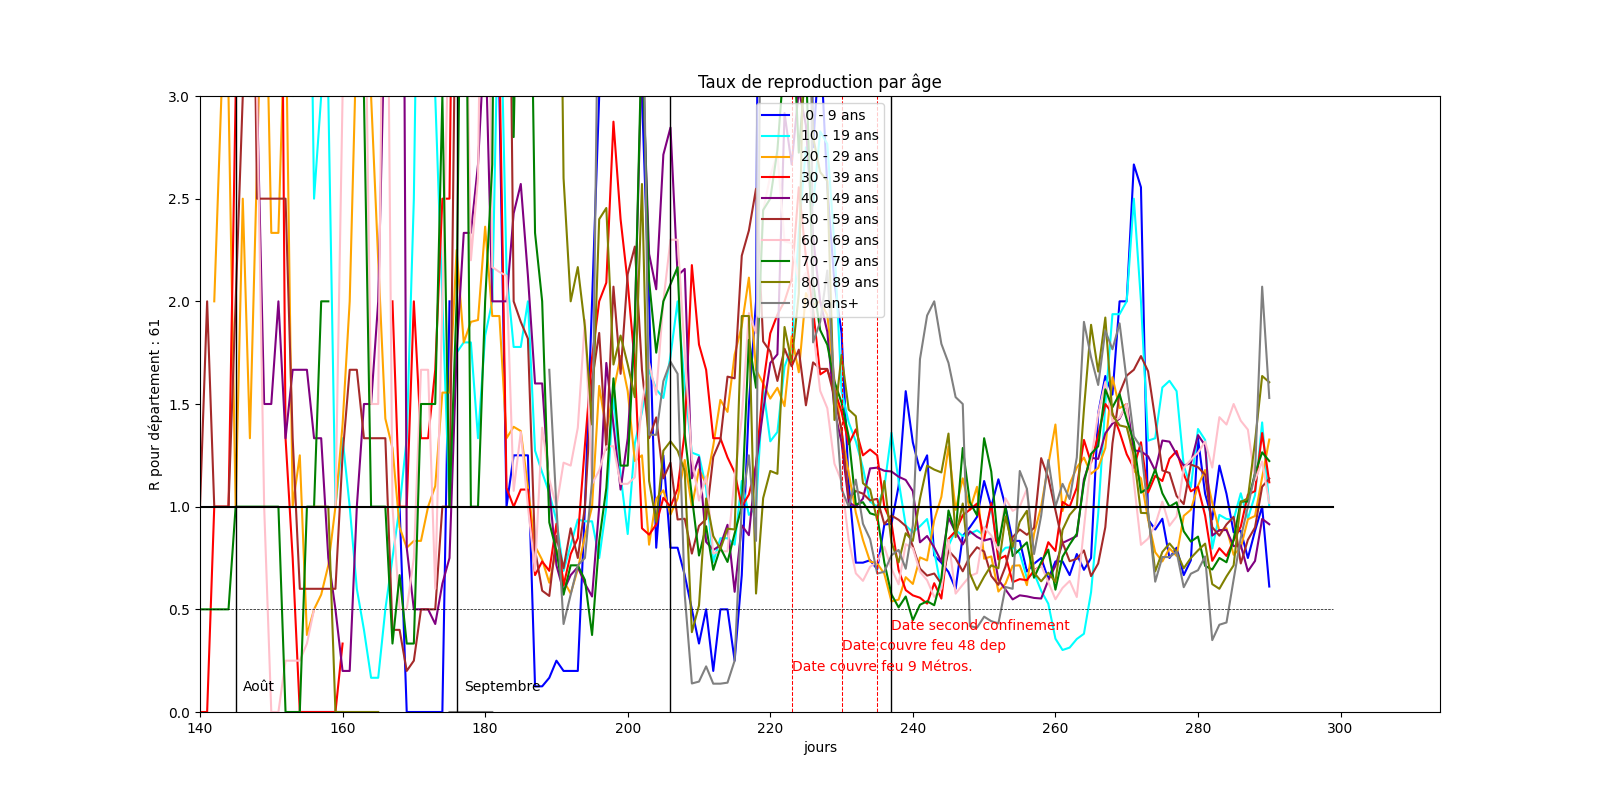 Taux de reproduction par âge
R pour département : 61
3.0
2.5
2.0
1.5
1.0
0.5
0.0
0 - 9 ans
10 - 19 ans
20 - 29 ans
30 - 39 ans
40 - 49 ans
50 - 59 ans
60 - 69 ans
70 - 79 ans
80 - 89 ans
90 ans+
Date second confinement
Date couvre feu 48 dep
Date couvre feu 9 Métros.
Août
Septembre
140 160 180 200 220 240 260 280 300
jours